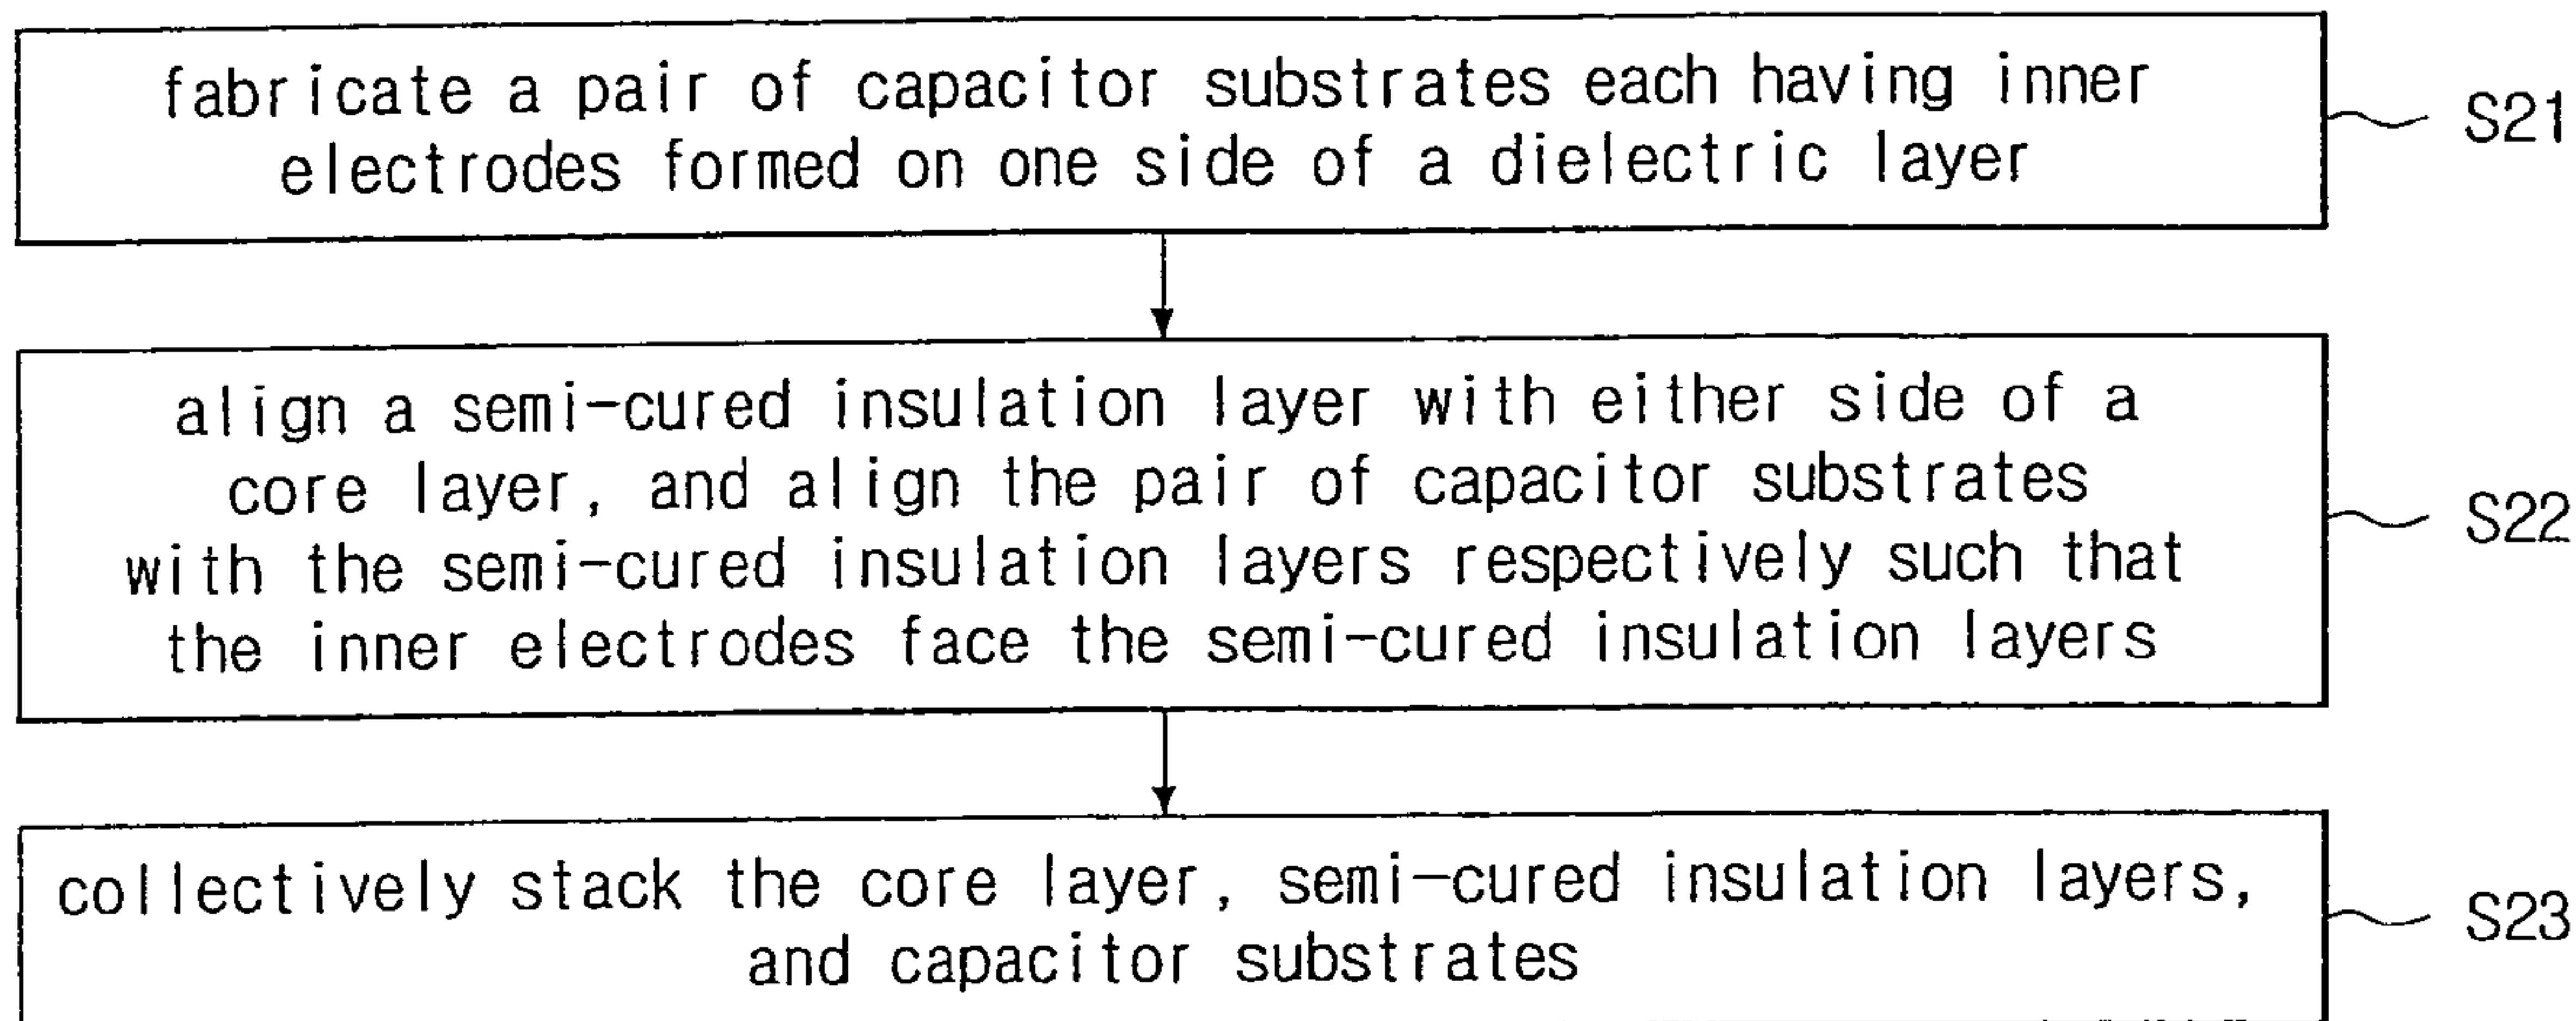 fabricate a pair of capacitor substrates each having inner
electrodes formed on one side of a dielectric layer
S21
align a semi-cured insulation layer with either side of a
core layer, and align the pair of capacitor substrates
with the semi-cured insulation layers respectively such that
the inner electrodes face the semi-cured insulation layers
S22
collectively stack the core layer, semi-cured insulation layers,
and capacitor substrates
S23